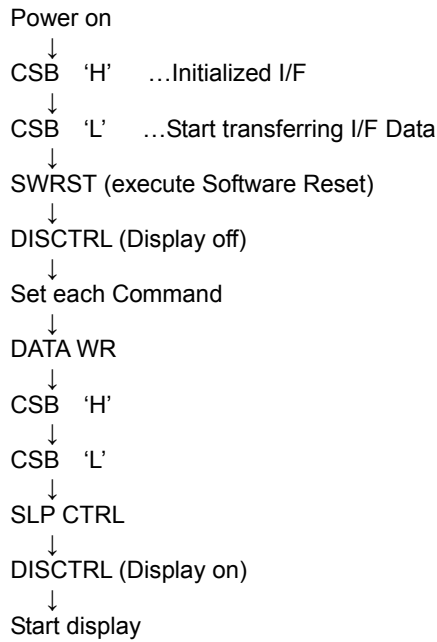 Power on
↓
CSB ‘H’ …Initialized I/F
↓
CSB ‘L’ …Start transferring I/F Data
↓
SWRST (execute Software Reset)
↓
DISCTRL (Display off)
↓
Set each Command
↓
DATA WR
↓
CSB ‘H’
↓
CSB ‘L’
↓
SLP CTRL
↓
DISCTRL (Display on)
↓
Start display